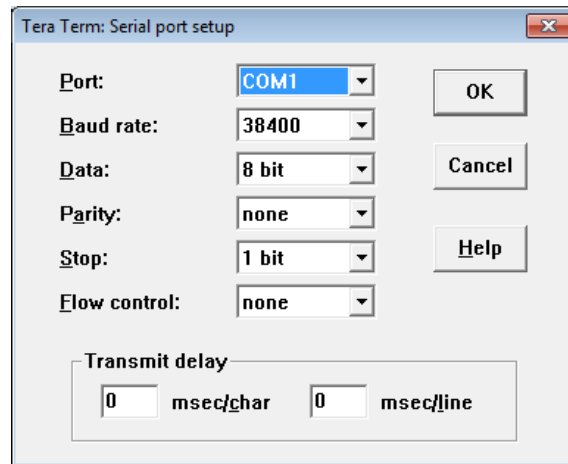 Tera Term: Serial port setup
Port: COM1
OK
Baud rate: 38400
Data: 8 bit
Cancel
Parity: none
Stop: 1 bit
Help
Flow control: none
Transmit delay
0 msec/char 0 msec/line